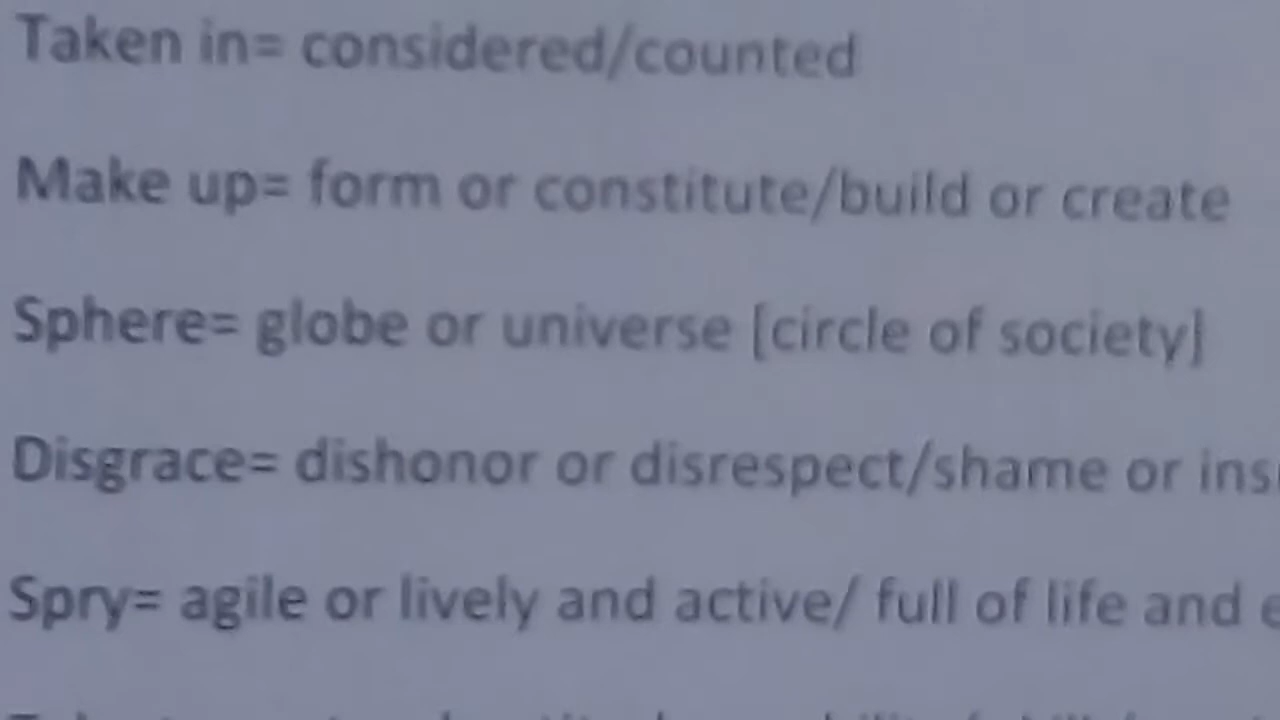 Taken in= considered/counted
Make up= form or constitute/build or create
Sphere= globe or universe [circle of society]
Disgrace= dishonor or disrespect/shame or
Spry= agile or lively and active/ full of life and